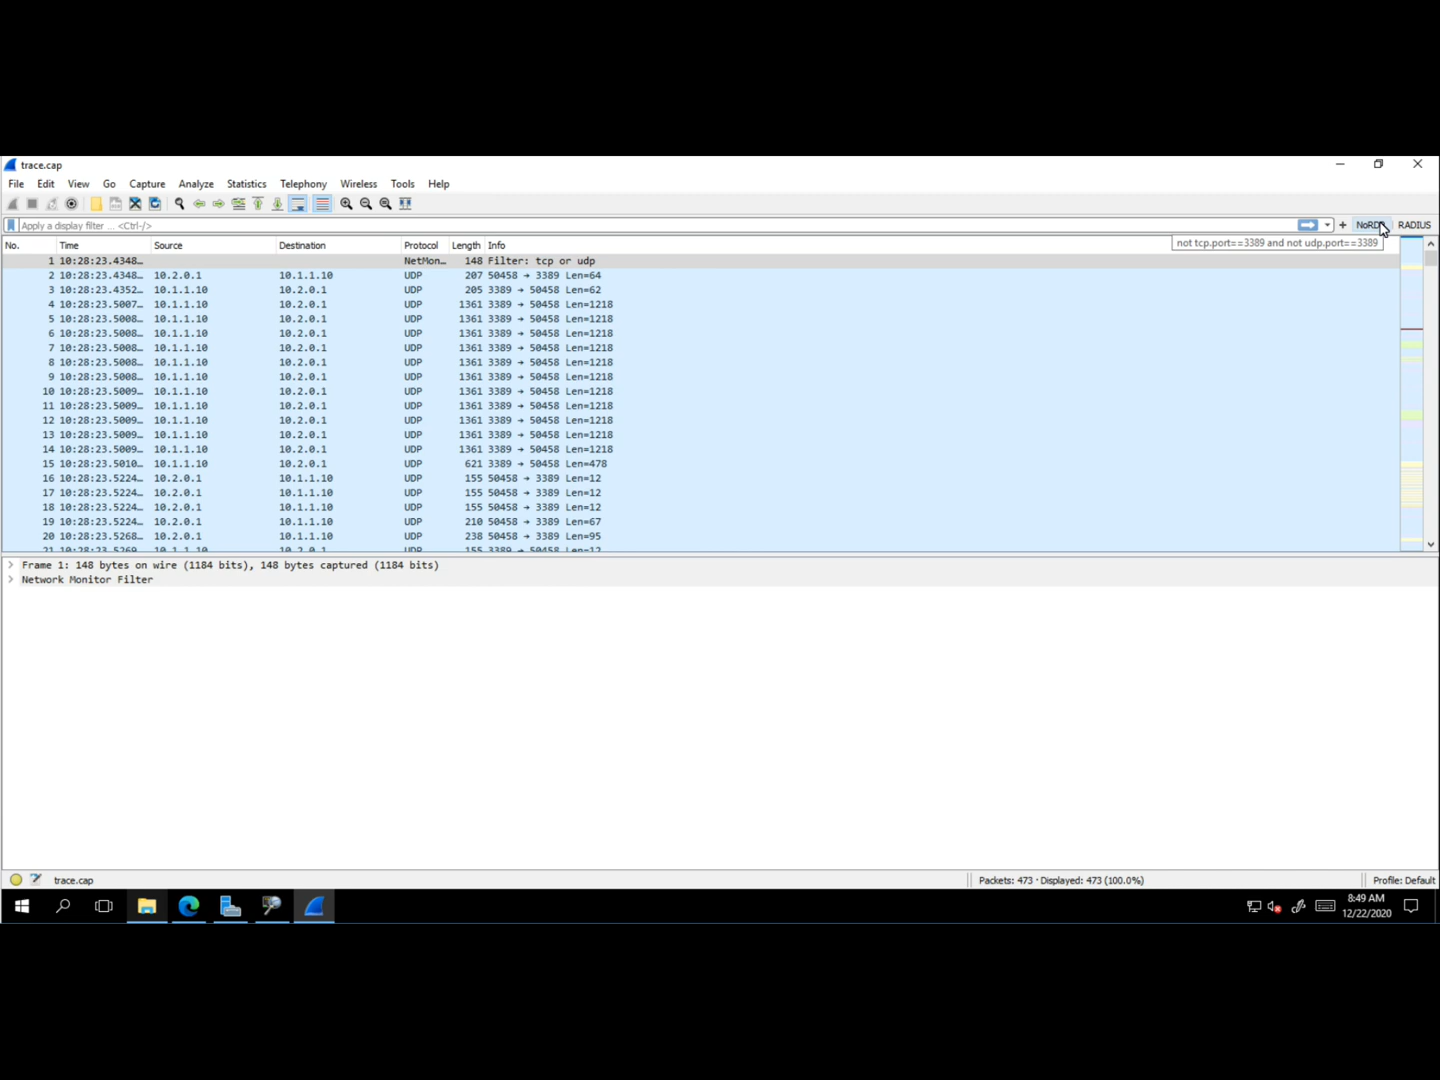 trace.cap
File Edit View Go Capture Analyze Statistics Telephony Wireless Tools Help
Apply a display filter ... <Ctrl-/> + NoRDP RADIUS
not tcp.port==3389 and not udp.port==3389
No. Time Source Destination Protocol Length Info
1 10:28:23.4348… NetMon… 148 Filter: tcp or udp
2 10:28:23.4348… 10.2.0.1 10.1.1.10 UDP 207 50458 → 3389 Len=64
3 10:28:23.4352… 10.1.1.10 10.2.0.1 UDP 205 3389 → 50458 Len=62
4 10:28:23.5007… 10.1.1.10 10.2.0.1 UDP 1361 3389 → 50458 Len=1218
5 10:28:23.5008… 10.1.1.10 10.2.0.1 UDP 1361 3389 → 50458 Len=1218
6 10:28:23.5008… 10.1.1.10 10.2.0.1 UDP 1361 3389 → 50458 Len=1218
7 10:28:23.5008… 10.1.1.10 10.2.0.1 UDP 1361 3389 → 50458 Len=1218
8 10:28:23.5008… 10.1.1.10 10.2.0.1 UDP 1361 3389 → 50458 Len=1218
9 10:28:23.5008… 10.1.1.10 10.2.0.1 UDP 1361 3389 → 50458 Len=1218
10 10:28:23.5009… 10.1.1.10 10.2.0.1 UDP 1361 3389 → 50458 Len=1218
11 10:28:23.5009… 10.1.1.10 10.2.0.1 UDP 1361 3389 → 50458 Len=1218
12 10:28:23.5009… 10.1.1.10 10.2.0.1 UDP 1361 3389 → 50458 Len=1218
13 10:28:23.5009… 10.1.1.10 10.2.0.1 UDP 1361 3389 → 50458 Len=1218
14 10:28:23.5009… 10.1.1.10 10.2.0.1 UDP 1361 3389 → 50458 Len=1218
15 10:28:23.5010… 10.1.1.10 10.2.0.1 UDP 621 3389 → 50458 Len=478
16 10:28:23.5224… 10.2.0.1 10.1.1.10 UDP 155 50458 → 3389 Len=12
17 10:28:23.5224… 10.2.0.1 10.1.1.10 UDP 155 50458 → 3389 Len=12
18 10:28:23.5224… 10.2.0.1 10.1.1.10 UDP 155 50458 → 3389 Len=12
19 10:28:23.5224… 10.2.0.1 10.1.1.10 UDP 210 50458 → 3389 Len=67
20 10:28:23.5268… 10.2.0.1 10.1.1.10 UDP 238 50458 → 3389 Len=95
21 10:28:23.5269… 10.1.1.10 10.2.0.1 UDP 155 3389 → 50458 Len=12
Frame 1: 148 bytes on wire (1184 bits), 148 bytes captured (1184 bits)
Network Monitor Filter
trace.cap Packets: 473 · Displayed: 473 (100.0%) Profile: Default
8:49 AM
12/22/2020